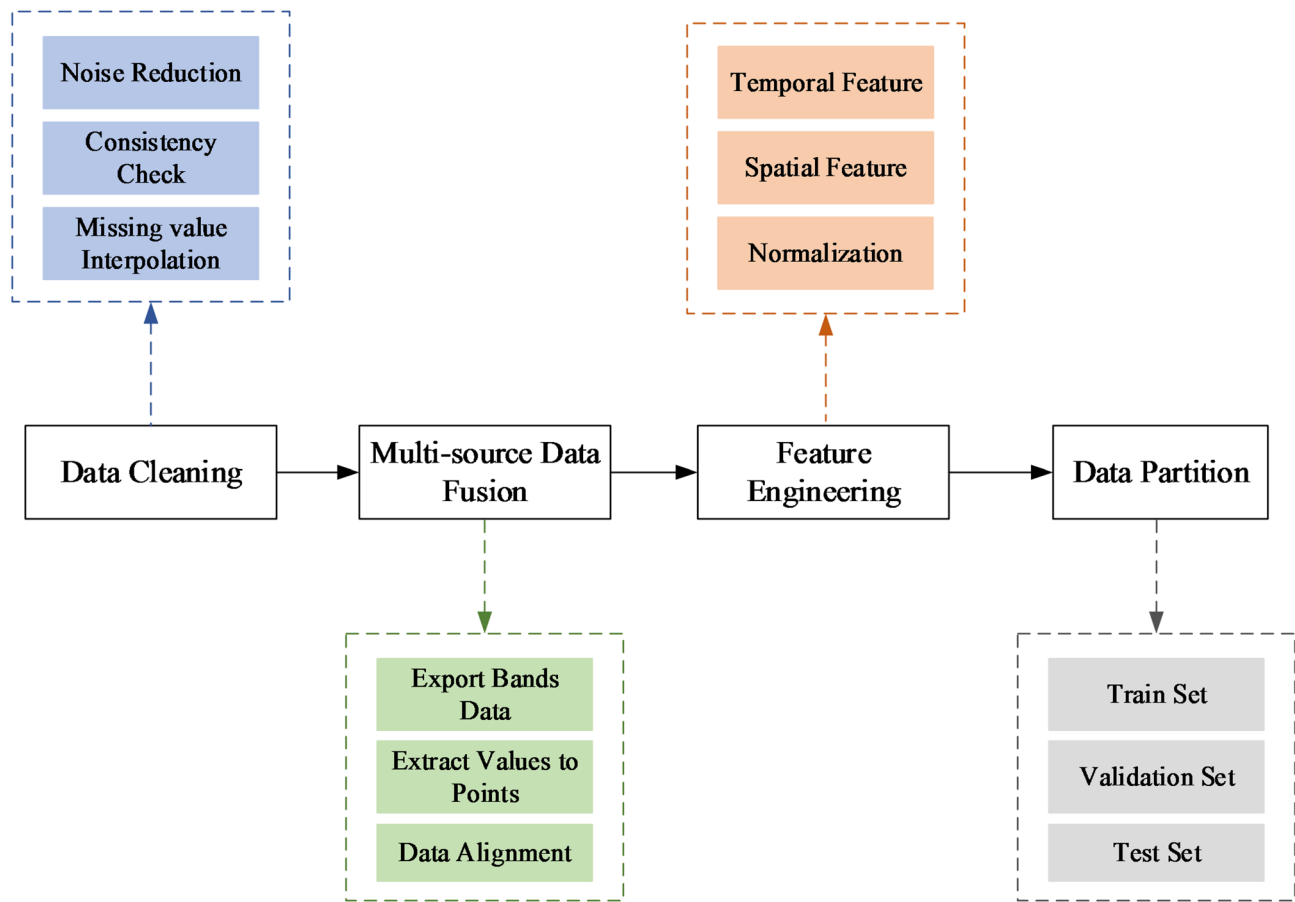 Noise Reduction
Consistency
Check
Missing value
Interpolation
Temporal Feature
Spatial Feature
Normalization
Data Cleaning
Multi-source Data
Fusion
Feature
Engineering
Data Partition
Export Bands
Data
Extract Values to
Points
Data Alignment
Train Set
Validation Set
Test Set